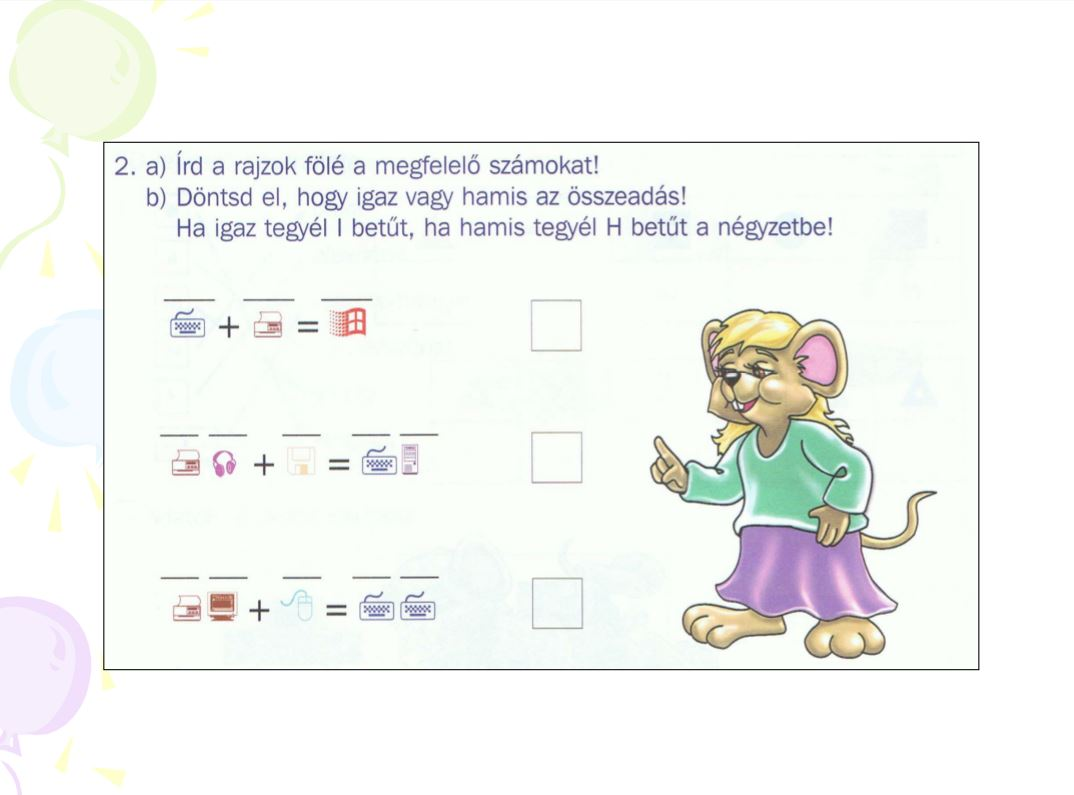 2. a) Írd a rajzok fölé a megfelelő számokat!
b) Döntsd el, hogy igaz vagy hamis az összeadás!
Ha igaz tegyél I betűt, ha hamis tegyél H betűt a négyzetbe!
+ =
+ =
+ =